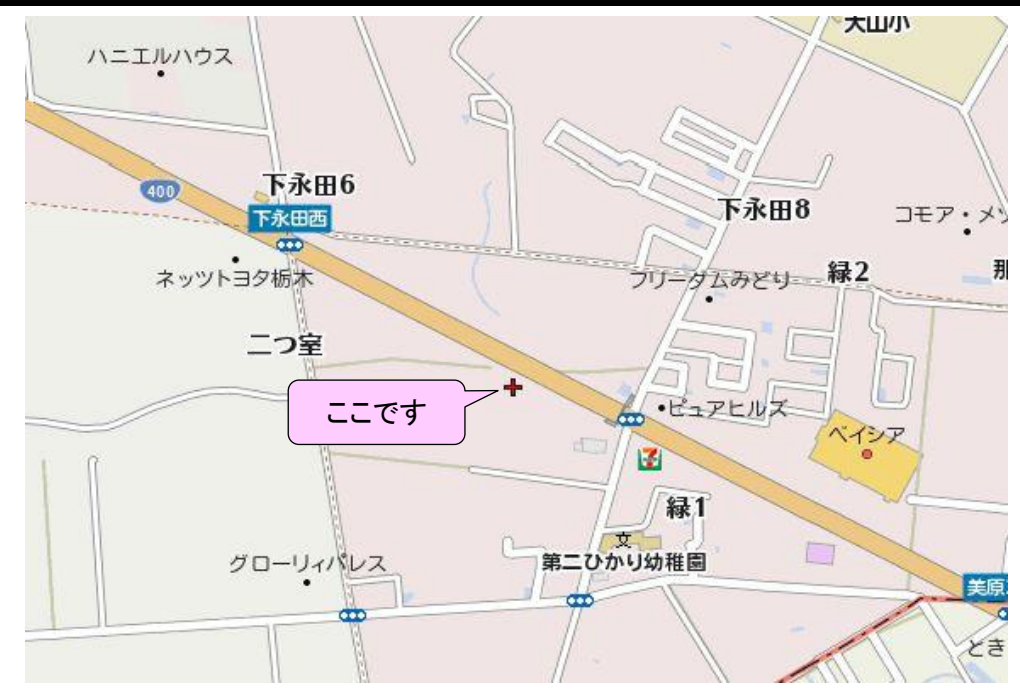 大山小
ハニエルハウス
400
下永田6
下永田西
下永田8
コモア・メゾ
ネッツトヨタ栃木
フリーダムみどり
緑2
那
二つ室
ここです
ピュアヒルズ
ベイシア
7
緑1
文
第二ひかり幼稚園
グローリィパレス
美原
とき